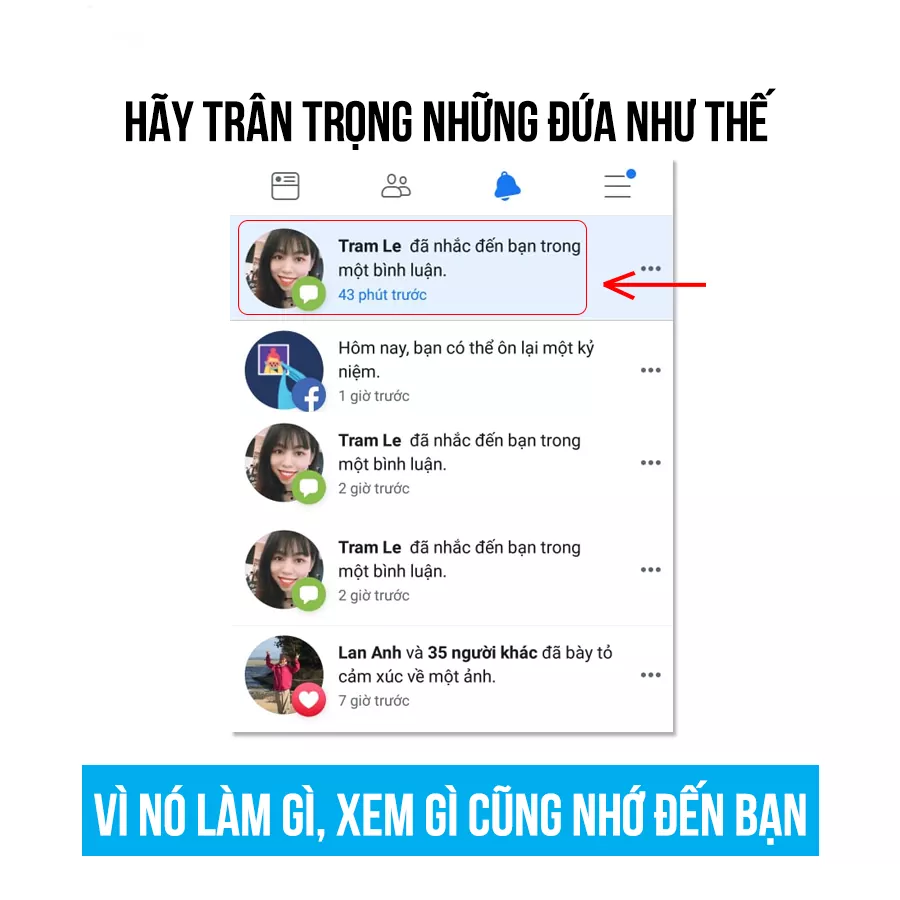 HÃY TRÂN TRỌNG NHỮNG ĐỨA NHƯ THẾ
Tram Le đã nhắc đến bạn trong
một bình luận.
43 phút trước
Hôm nay, bạn có thể ôn lại một kỷ
niệm.
1 giờ trước
Tram Le đã nhắc đến bạn trong
một bình luận.
2 giờ trước
Tram Le đã nhắc đến bạn trong
một bình luận.
2 giờ trước
Lan Anh và 35 người khác đã bày tỏ
cảm xúc về một ảnh.
7 giờ trước
VÌ NÓ LÀM GÌ, XEM GÌ CŨNG NHỚ ĐẾN BẠN